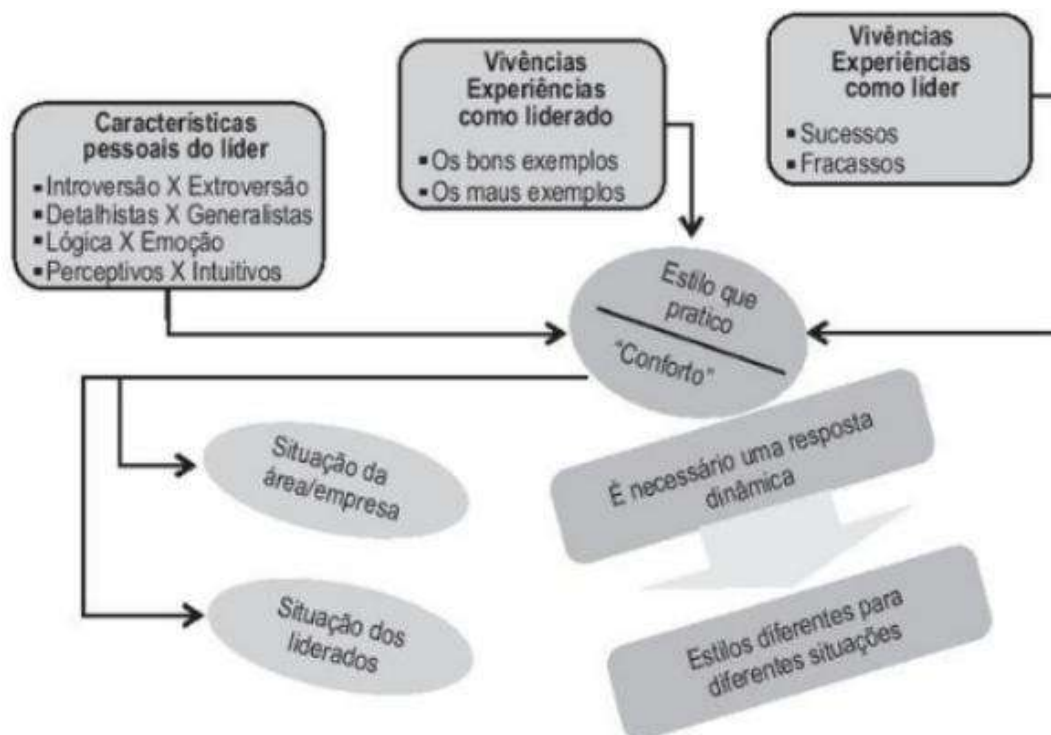 Características
pessoais do líder
▪ Introversão X Extroversão
▪ Detalhistas X Generalistas
▪ Lógica X Emoção
▪ Perceptivos X Intuitivos
Vivências
Experiências
como liderado
▪ Os bons exemplos
▪ Os maus exemplos
Vivências
Experiências
como líder
▪ Sucessos
▪ Fracassos
Estilo que
pratico
"Conforto"
Situação da
área/empresa
Situação dos
liderados
É necessário uma resposta
dinâmica
Estilos diferentes para
diferentes situações